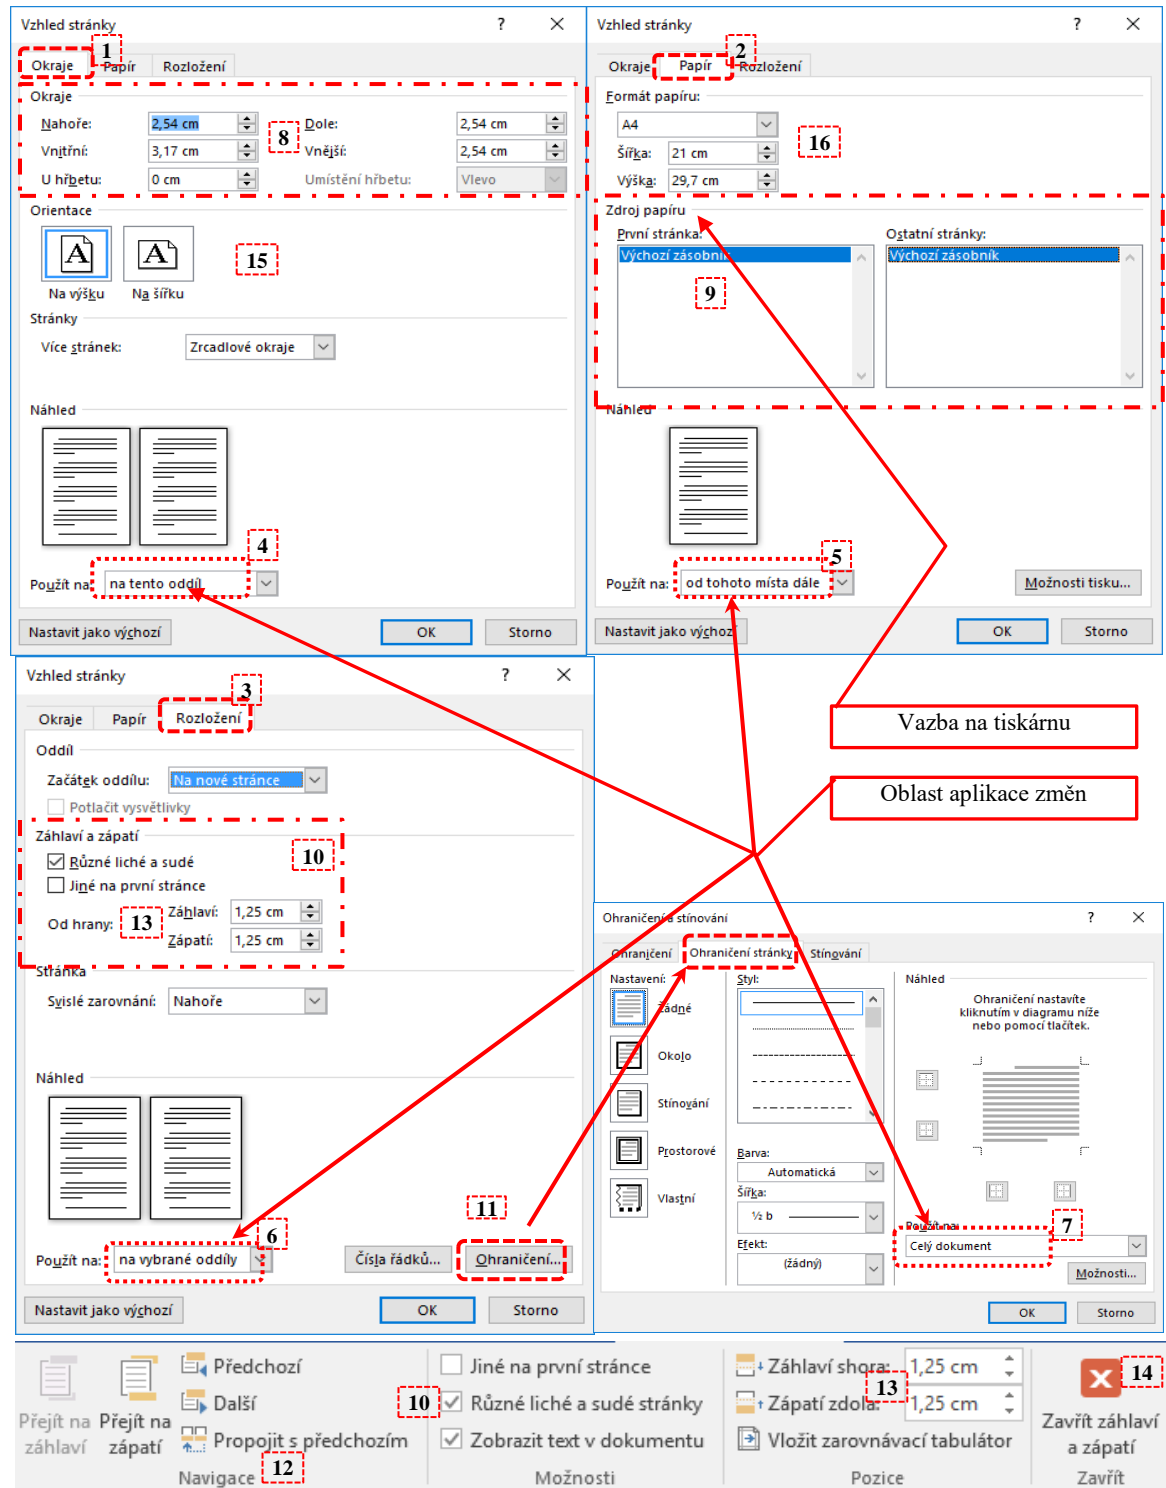 Vzhled stránky ? ×
1
Okraje Papír Rozložení
Okraje
Nahoře: 2,54 cm Dole: 2,54 cm
8
Vnitřní: 3,17 cm Vnější: 2,54 cm
U hřbetu: 0 cm Umístění hřbetu: Vlevo
Orientace
15
Na výšku Na šířku
Stránky
Více stránek: Zrcadlové okraje
Náhled
4
Použít na: na tento oddíl
Nastavit jako výchozí OK Storno
Vzhled stránky ? ×
2
Okraje Papír Rozložení
Formát papíru:
A4
16
Šířka: 21 cm
Výška: 29,7 cm
Zdroj papíru
První stránka: Ostatní stránky:
Výchozí zásobník Výchozí zásobník
9
Náhled
5
Použít na: od tohoto místa dále Možnosti tisku...
Nastavit jako výchozí OK Storno
Vzhled stránky ? ×
3
Okraje Papír Rozložení
Oddíl
Začátek oddílu: Na nové stránce
Potlačit vysvětlivky
Záhlaví a zápatí
10
Různé liché a sudé
Jiné na první stránce
Od hrany: 13 Záhlaví: 1,25 cm
Zápatí: 1,25 cm
Stránka
Svislé zarovnání: Nahoře
Náhled
11
6
Použít na: na vybrané oddíly Čísla řádků... Ohraničení...
Nastavit jako výchozí OK Storno
Vazba na tiskárnu
Oblast aplikace změn
Ohraničení a stínování ? ×
Ohraničení Ohraničení stránky Stínování
Nastavení: Styl: Náhled
Žádné
Okolo
Stínování
Prostorové
Vlastní
Barva:
Automatická
Šířka:
½ b
Efekt:
(žádný)
Ohraničení nastavíte
kliknutím v diagramu níže
nebo pomocí tlačítek.
7
Použít na:
Celý dokument
Možnosti...
OK Storno
Přejít na záhlaví
Přejít na zápatí
Předchozí
Další
Propojit s předchozím
Navigace 12
Jiné na první stránce
10 Různé liché a sudé stránky
Zobrazit text v dokumentu
Možnosti
Záhlaví shora: 1,25 cm
13
Zápatí zdola: 1,25 cm
Vložit zarovnávací tabulátor
Pozice
14
Zavřít záhlaví
a zápatí
Zavřít